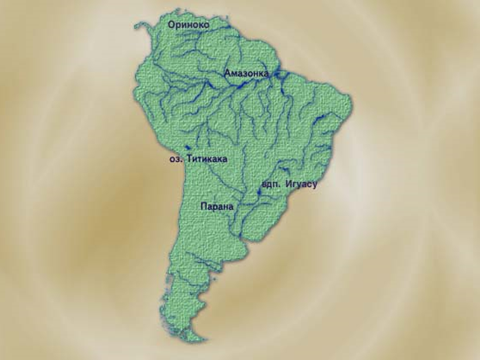 Ориноко
Амазонка
оз. Титикака
вдп. Игуасу
Парана